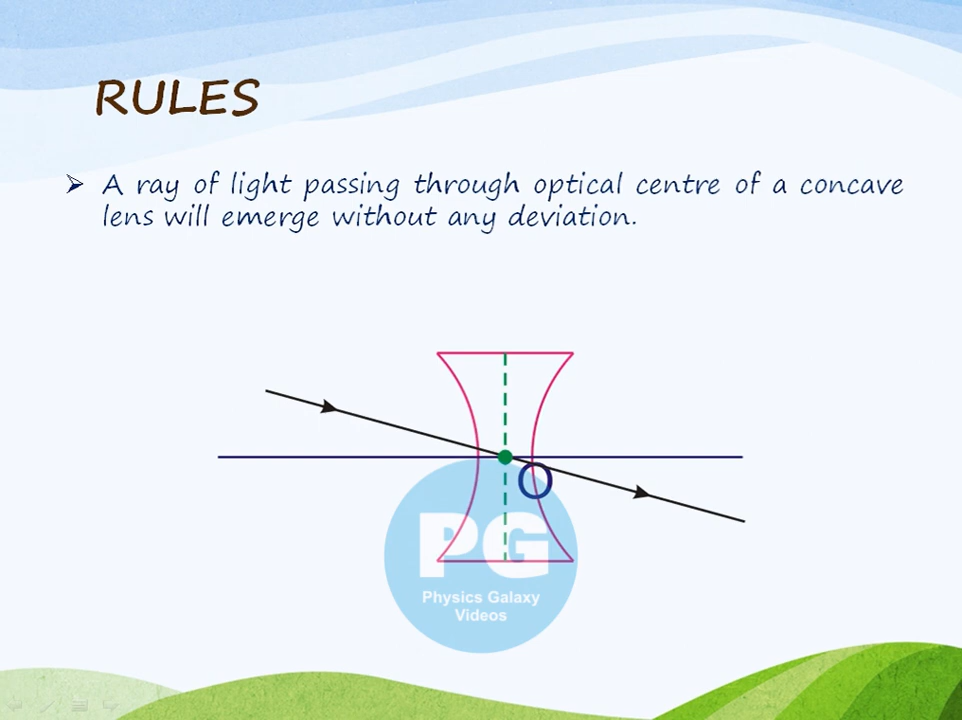 RULES
A ray of light passing through optical centre of a concave
lens will emerge without any deviation.
O
PG
Physics Galaxy
Videos